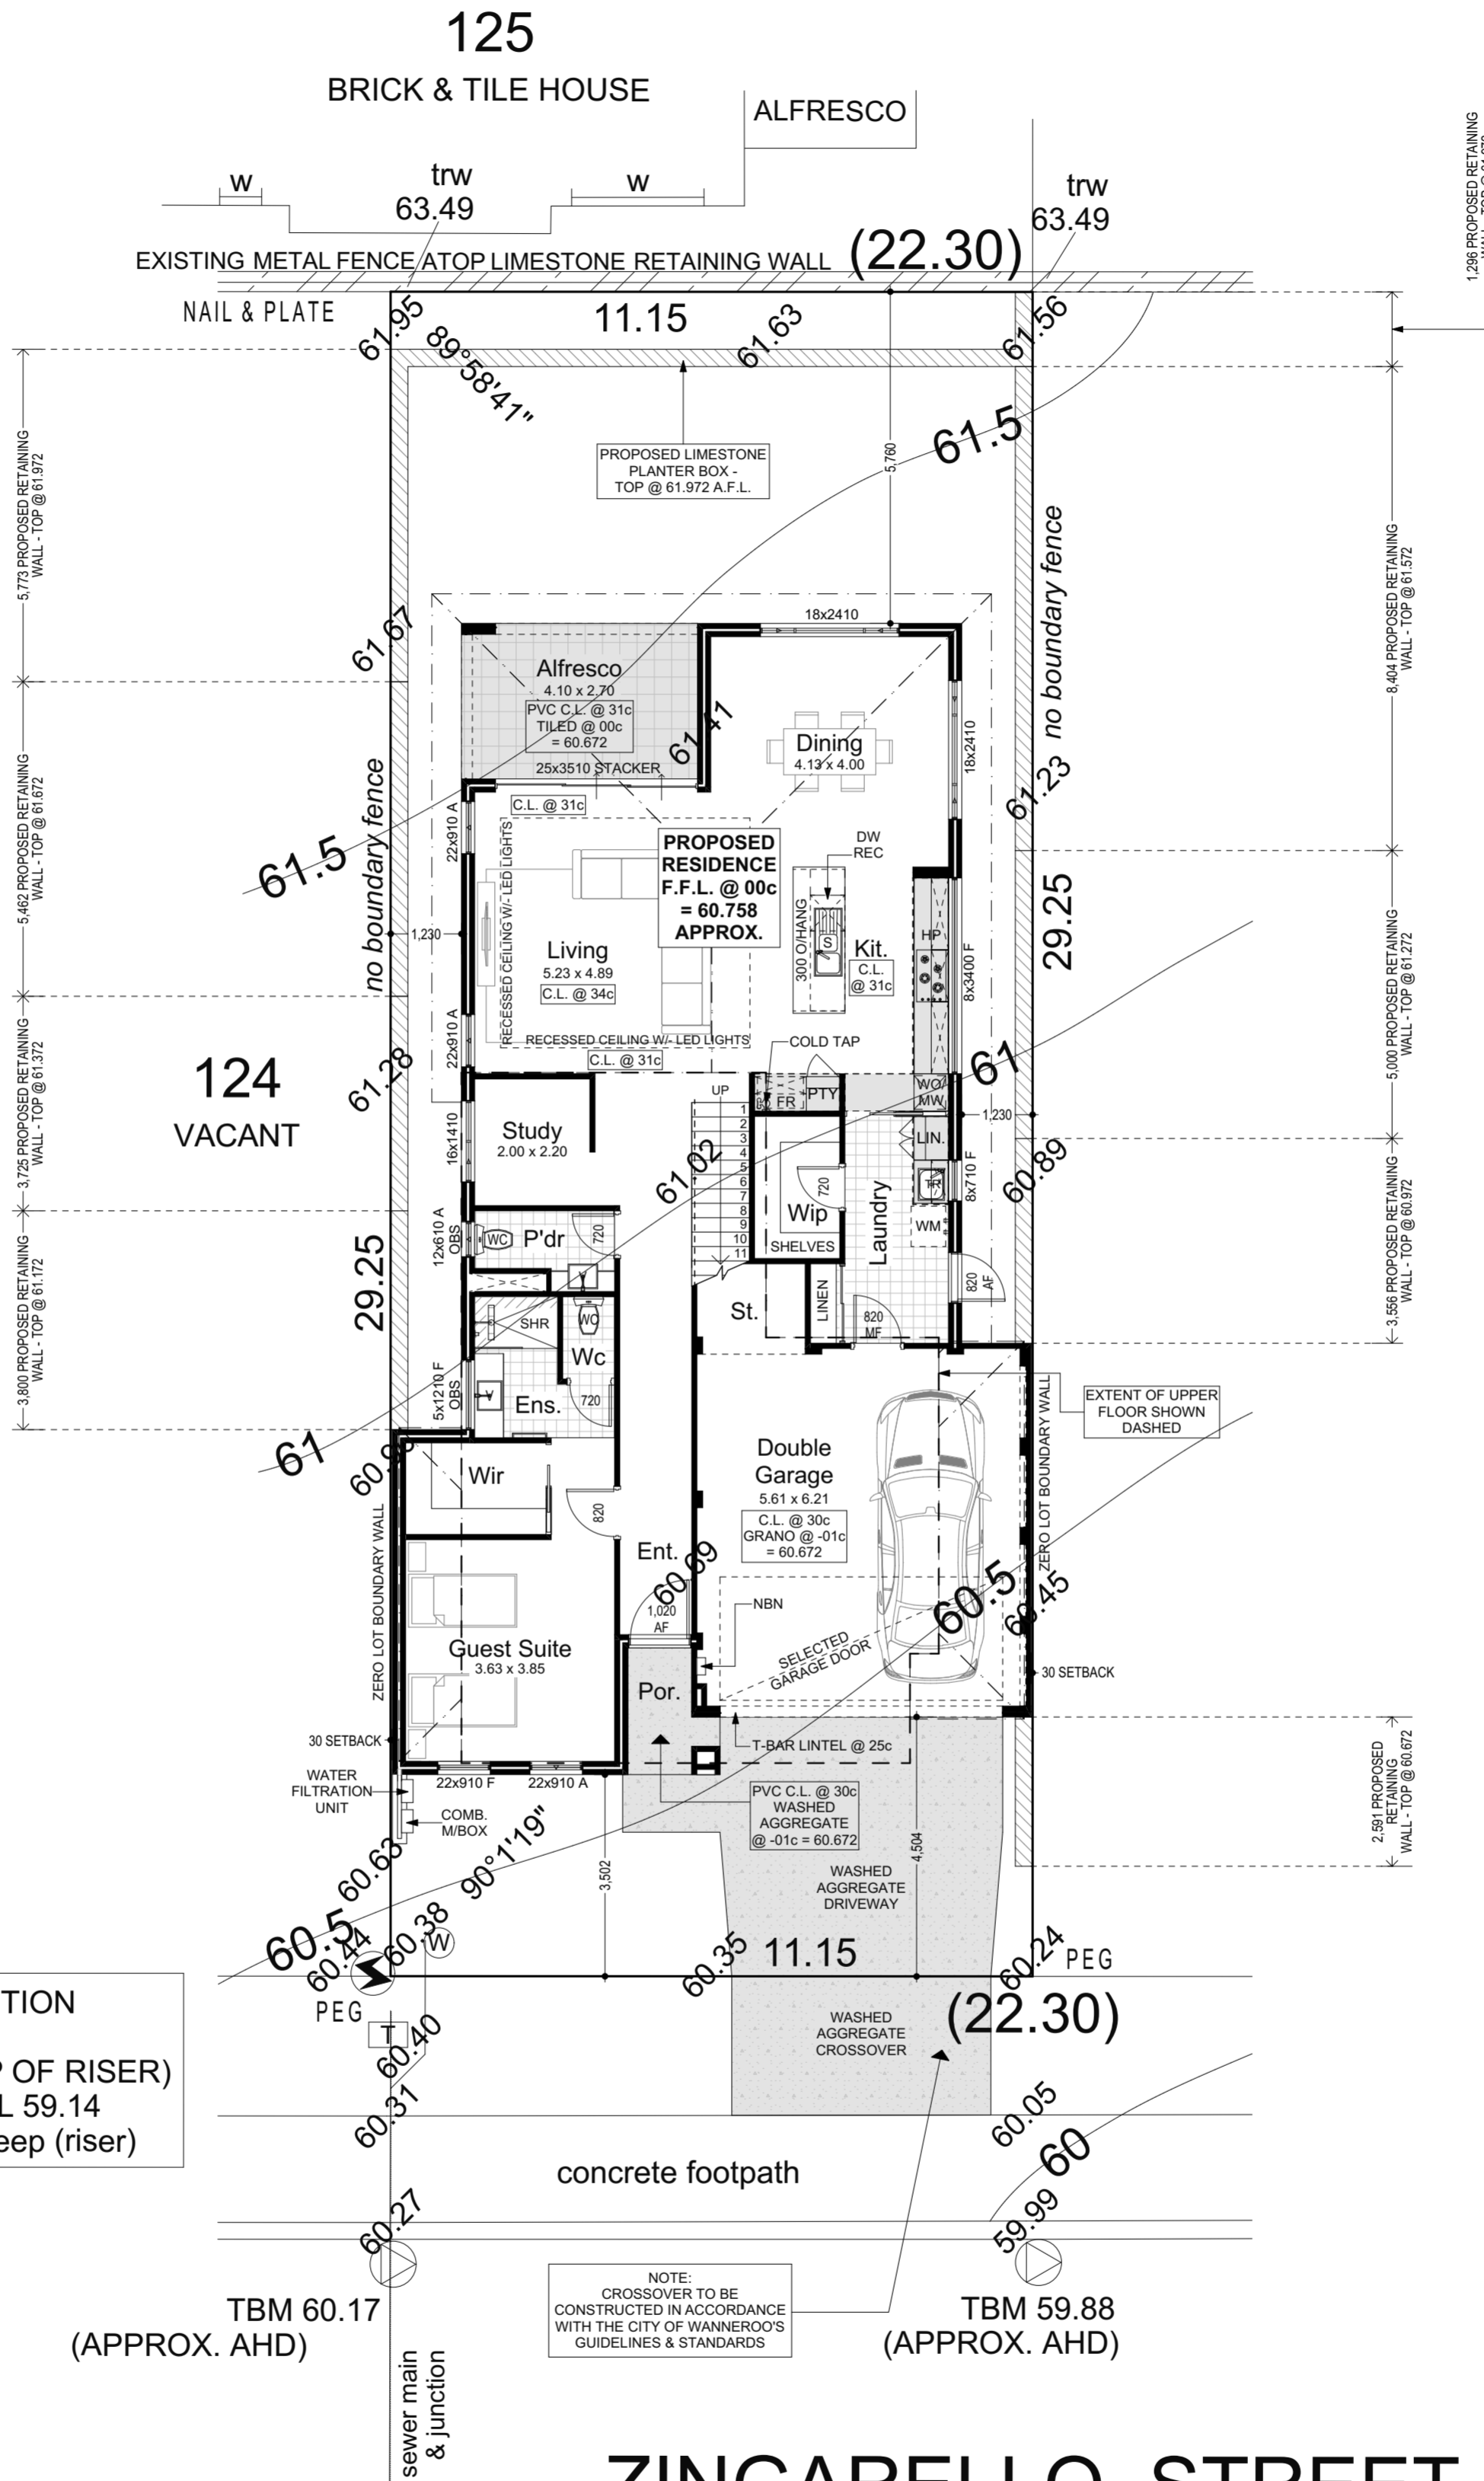 125
BRICK & TILE HOUSE
ALFRESCO
W
trw
63.49
W
trw
63.49
1,296 PROPOSED RETAINING
EXISTING METAL FENCE ATOP LIMESTONE RETAINING WALL
(22.30)
NAIL & PLATE
61.95
11.15
61.63
61.56
89°58'41"
61.5
PROPOSED LIMESTONE
PLANTER BOX -
TOP @ 61.972 A.F.L.
5,760
5,773 PROPOSED RETAINING
WALL - TOP @ 61.972
8,404 PROPOSED RETAINING
WALL - TOP @ 61.572
no boundary fence
61.67
18x2410
Alfresco
4.10 x 2.70
PVC C.L. @ 31c
TILED @ 00c
= 60.672
61.41
25x3510 STACKER
Dining
4.13 x 4.00
18x2410
61.23
C.L. @ 31c
22x910 A
61.5
no boundary fence
5,462 PROPOSED RETAINING
WALL - TOP @ 61.672
RECESSED CEILING W/- LED LIGHTS
PROPOSED
RESIDENCE
F.F.L. @ 00c
= 60.758
APPROX.
DW
REC
1,230
300 O/HANG
S
HP
Kit.
C.L.
@ 31c
8x3400 F
29.25
Living
5.23 x 4.89
C.L. @ 34c
5,000 PROPOSED RETAINING
WALL - TOP @ 61.272
22x910 A
RECESSED CEILING W/- LED LIGHTS
C.L. @ 31c
COLD TAP
61
124
VACANT
61.28
3,725 PROPOSED RETAINING
WALL - TOP @ 61.372
UP
FR
PTY
WO/
MW
1,230
Study
2.00 x 2.20
16x1410
1
2
3
4
5
6
7
8
9
10
11
61.02
LIN.
TR
8x710 F
60.89
720
Wip
SHELVES
Laundry
WM
3,556 PROPOSED RETAINING
WALL - TOP @ 60.972
12x610 A
OBS
WC
P'dr
720
V
29.25
3,800 PROPOSED RETAINING
WALL - TOP @ 61.172
820
AF
SHR
WC
St.
LINEN
820
MF
Wc
5x1210 F
OBS
V
Ens.
720
EXTENT OF UPPER
FLOOR SHOWN
DASHED
61
Wir
Double
Garage
5.61 x 6.21
C.L. @ 30c
GRANO @ -01c
= 60.672
ZERO LOT BOUNDARY WALL
820
ZERO LOT BOUNDARY WALL
Ent.
60.69
1,020
AF
NBN
60.5
60.45
Guest Suite
3.63 x 3.85
SELECTED
GARAGE DOOR
Por.
30 SETBACK
30 SETBACK
T-BAR LINTEL @ 25c
WATER
FILTRATION
UNIT
22x910 F
22x910 A
COMB.
M/BOX
PVC C.L. @ 30c
WASHED
AGGREGATE
@ -01c = 60.672
2,591 PROPOSED
RETAINING
WALL - TOP @ 60.672
90°1'19"
60.63
3,502
4,504
WASHED
AGGREGATE
DRIVEWAY
60.5
60.44
60.38
W
60.35
11.15
60.24
PEG
TION
PEG
(22.30)
T
60.40
WASHED
AGGREGATE
CROSSOVER
OF RISER)
59.14
(riser)
60.31
60.05
60
concrete footpath
60.27
59.99
TBM 60.17
(APPROX. AHD)
NOTE:
CROSSOVER TO BE
CONSTRUCTED IN ACCORDANCE
WITH THE CITY OF WANNEROO'S
GUIDELINES & STANDARDS
TBM 59.88
(APPROX. AHD)
sewer main
& junction